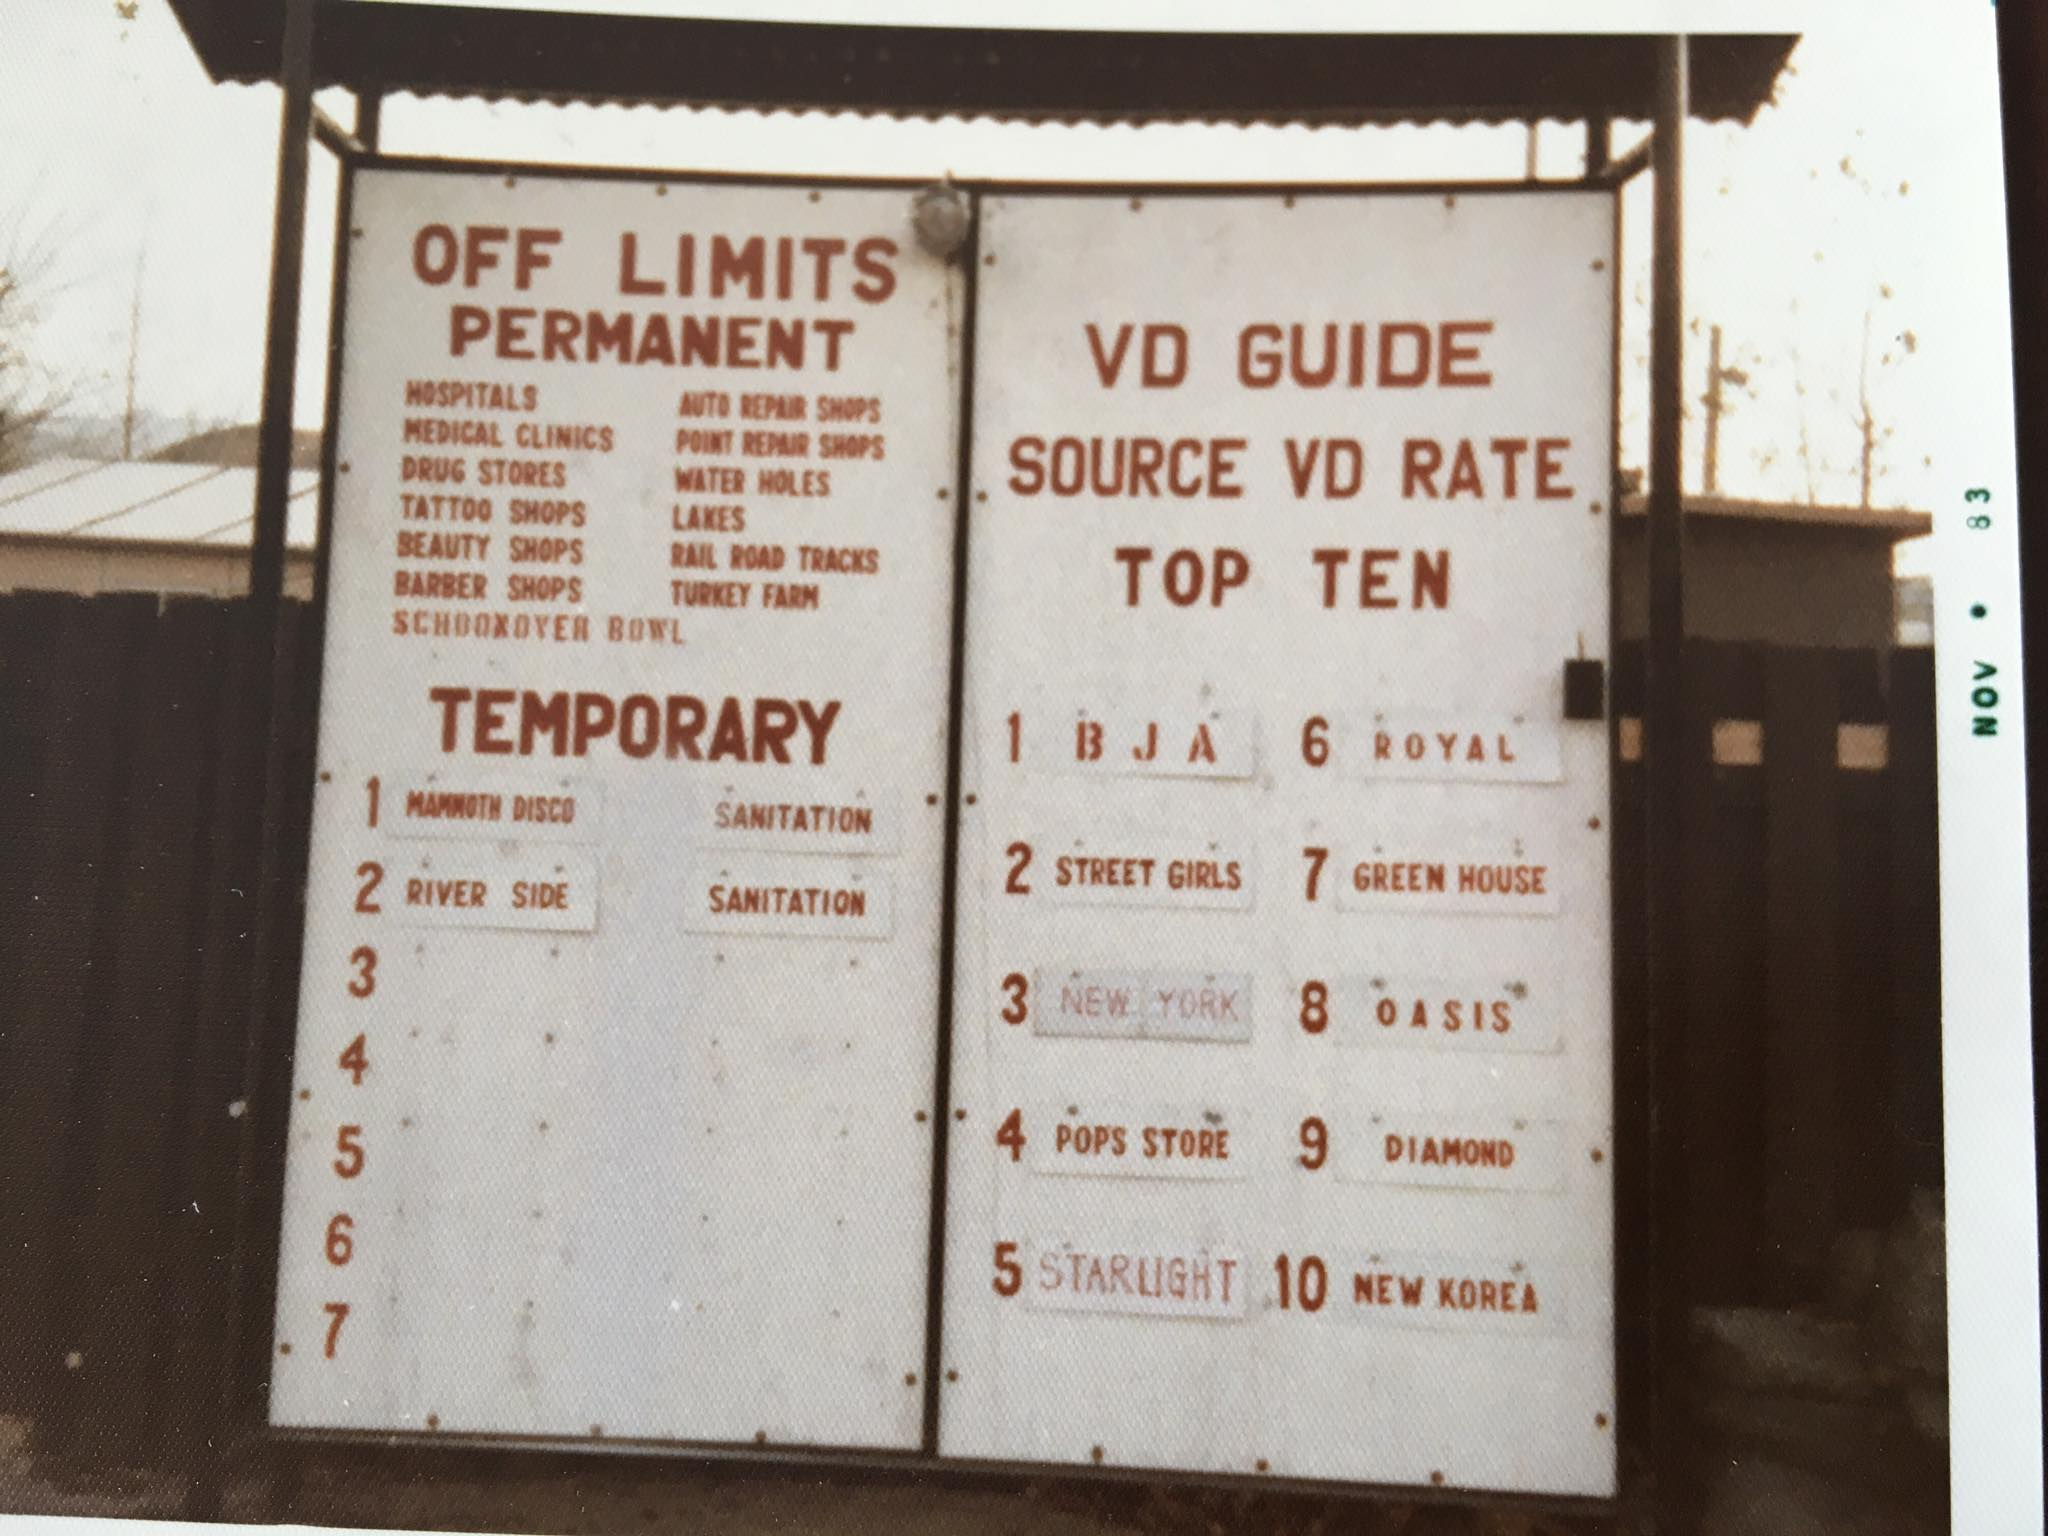 OFF LIMITS
PERMANENT
HOSPITALS
MEDICAL CLINICS
DRUG STORES
TATTOO SHOPS
BEAUTY SHOPS
BARBER SHOPS
SCHOONOVER BOWL
AUTO REPAIR SHOPS
POINT REPAIR SHOPS
WATER HOLES
LAKES
RAIL ROAD TRACKS
TURKEY FARM
TEMPORARY
1 MAMMOTH DISCO SANITATION
2 RIVER SIDE SANITATION
3
4
5
6
7
VD GUIDE
SOURCE VD RATE
TOP TEN
1 BJA
2 STREET GIRLS
3 NEW YORK
4 POPS STORE
5 STARLIGHT
6 ROYAL
7 GREEN HOUSE
8 OASIS
9 DIAMOND
10 NEW KOREA
NOV • 83